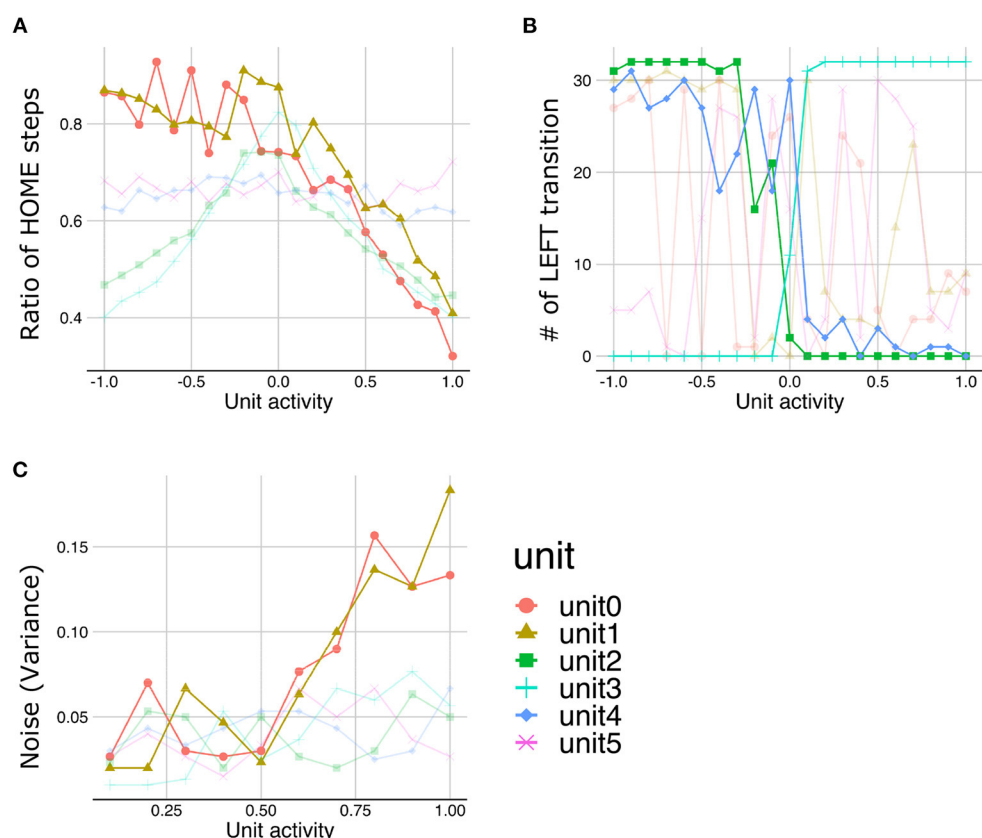 A
Ratio of HOME steps
0.8
0.6
0.4
-1.0 -0.5 0.0 0.5 1.0
Unit activity
B
# of LEFT transition
30
20
10
0
-1.0 -0.5 0.0 0.5 1.0
Unit activity
C
Noise (Variance)
0.15
0.10
0.05
0.25 0.50 0.75 1.00
Unit activity
unit
unit0
unit1
unit2
unit3
unit4
unit5